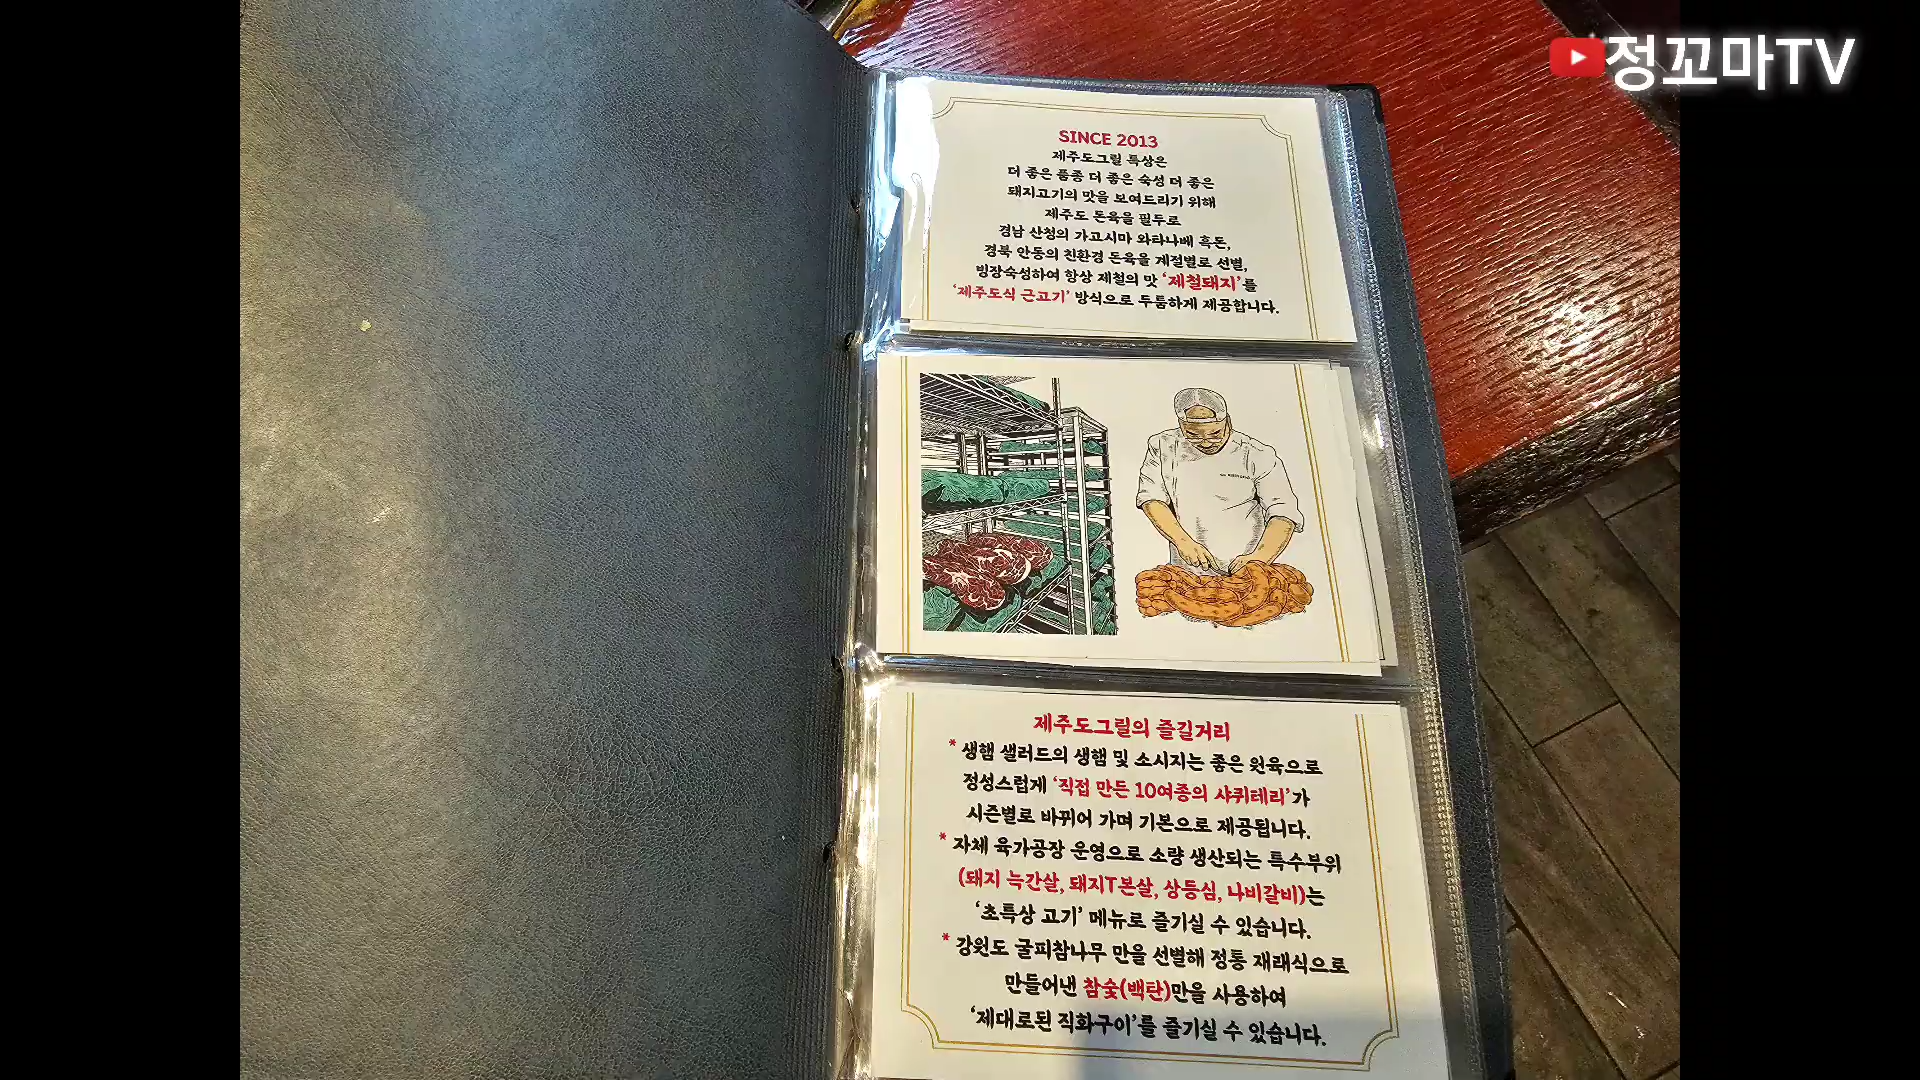 정꼬마TV
SINCE 2013
제주도그릴 특상은
더 좋은 품종 더 좋은 숙성 더 좋은
돼지고기의 맛을 보여드리기 위해
제주도 돈육을 필두로
경남 산청의 가고시마 와타나베 흑돈,
경북 안동의 친환경 돈육을 계절별로 선별,
빙장숙성하여 항상 제철의 맛 '제철돼지'를
'제주도식 근고기' 방식으로 두툼하게 제공합니다.
제주도그릴의 즐길거리
* 생햄 샐러드의 생햄 및 소시지는 좋은 원육으로
정성스럽게 '직접 만든 10여종의 샤퀴테리'가
시즌별로 바뀌어 가며 기본으로 제공됩니다.
* 자체 육가공장 운영으로 소량 생산되는 특수부위
(돼지 늑간살, 돼지T본살, 상등심, 나비갈비)는
'초특상 고기' 메뉴로 즐기실 수 있습니다.
* 강원도 굴피참나무 만을 선별해 정통 재래식으로
만들어낸 참숯(백탄)만을 사용하여
'제대로된 직화구이'를 즐기실 수 있습니다.